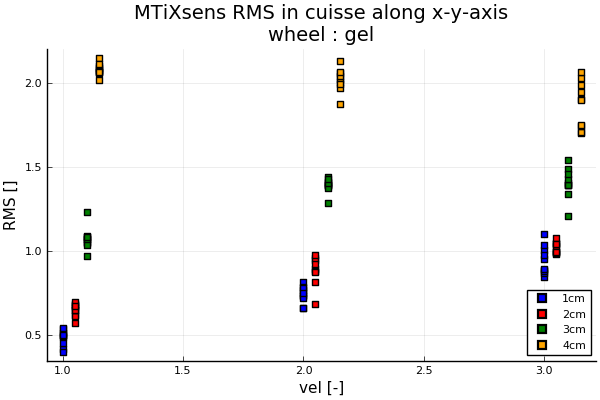 MTiXsens RMS in cuisse along x-y-axis
wheel : gel
RMS []
2.0
1.5
1.0
0.5
1.0 1.5 2.0 2.5 3.0
vel [-]
1cm
2cm
3cm
4cm